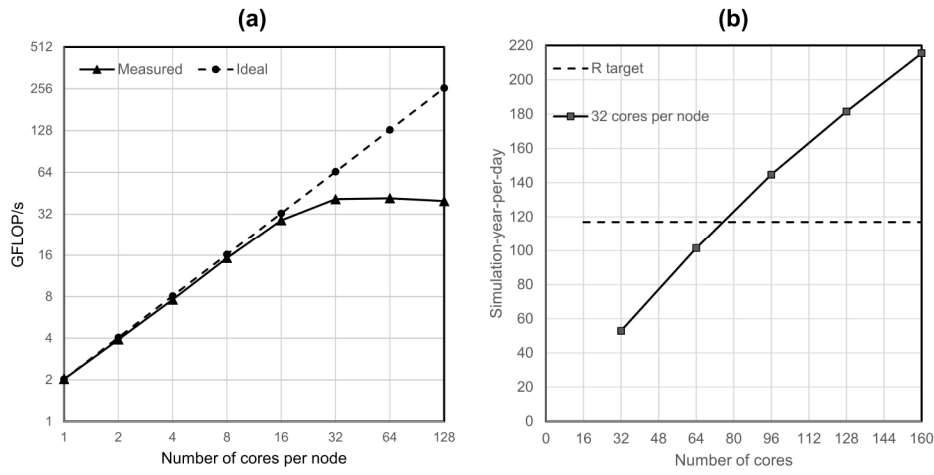 (a)
512
256
128
64
32
16
8
4
2
1
GFLOP/s
Measured Ideal
1 2 4 8 16 32 64 128
Number of cores per node
(b)
220
200
180
160
140
120
100
80
60
40
20
0
Simulation-year-per-day
R target
32 cores per node
0 16 32 48 64 80 96 112 128 144 160
Number of cores